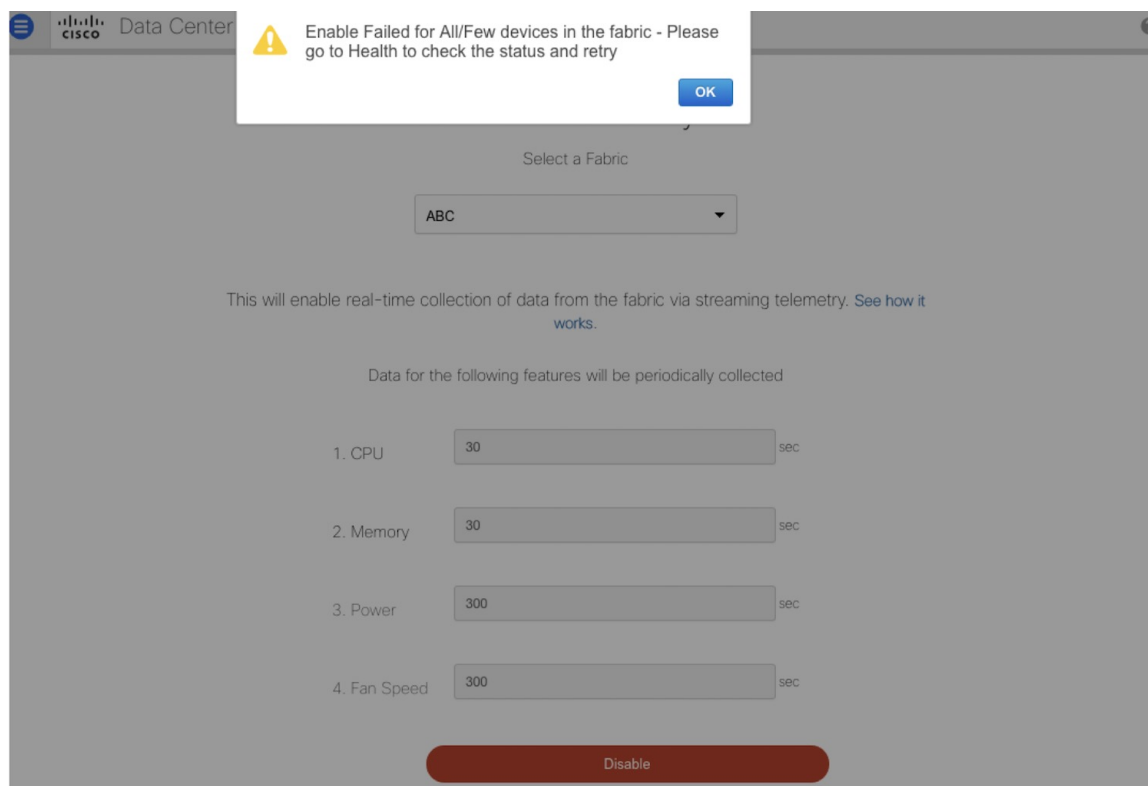 cisco Data Center
Enable Failed for All/Few devices in the fabric - Please
go to Health to check the status and retry
OK
Select a Fabric
ABC
This will enable real-time collection of data from the fabric via streaming telemetry. See how it
works.
Data for the following features will be periodically collected
1. CPU 30 sec
2. Memory 30 sec
3. Power 300 sec
4. Fan Speed 300 sec
Disable